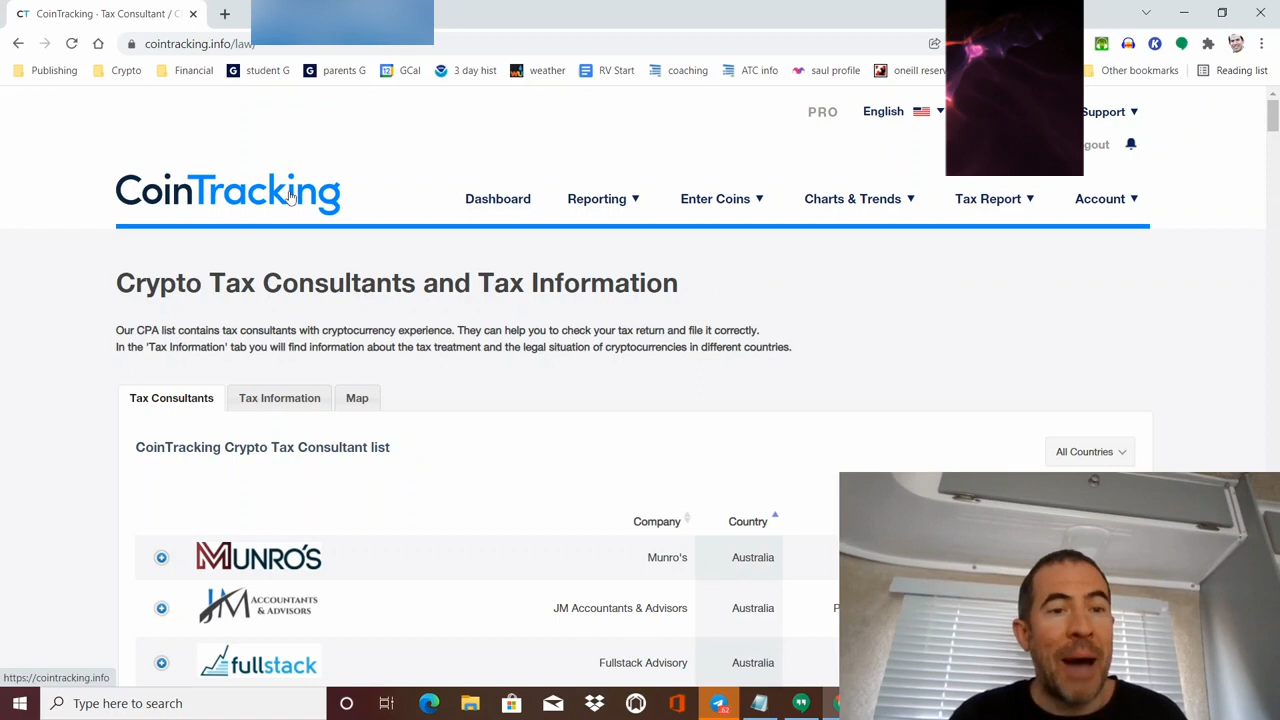 CoinTracking · Tax Consultant / C
cointracking.info/law/
Publishing Crypto Financial student G parents G GCal 3 day hist weather RV Start coaching ATC info saul profile oneill reserv Other bookmarks Reading list
PRO English Support
gout
CoinTracking
Dashboard Reporting Enter Coins Charts & Trends Tax Report Account
Crypto Tax Consultants and Tax Information
Our CPA list contains tax consultants with cryptocurrency experience. They can help you to check your tax return and file it correctly.
In the 'Tax Information' tab you will find information about the tax treatment and the legal situation of cryptocurrencies in different countries.
Tax Consultants Tax Information Map
CoinTracking Crypto Tax Consultant list
All Countries
Company Country
MUNRO'S Munro's Australia
JM ACCOUNTANTS & ADVISORS JM Accountants & Advisors Australia P
fullstack Fullstack Advisory Australia
https://cointracking.info
Type here to search
62